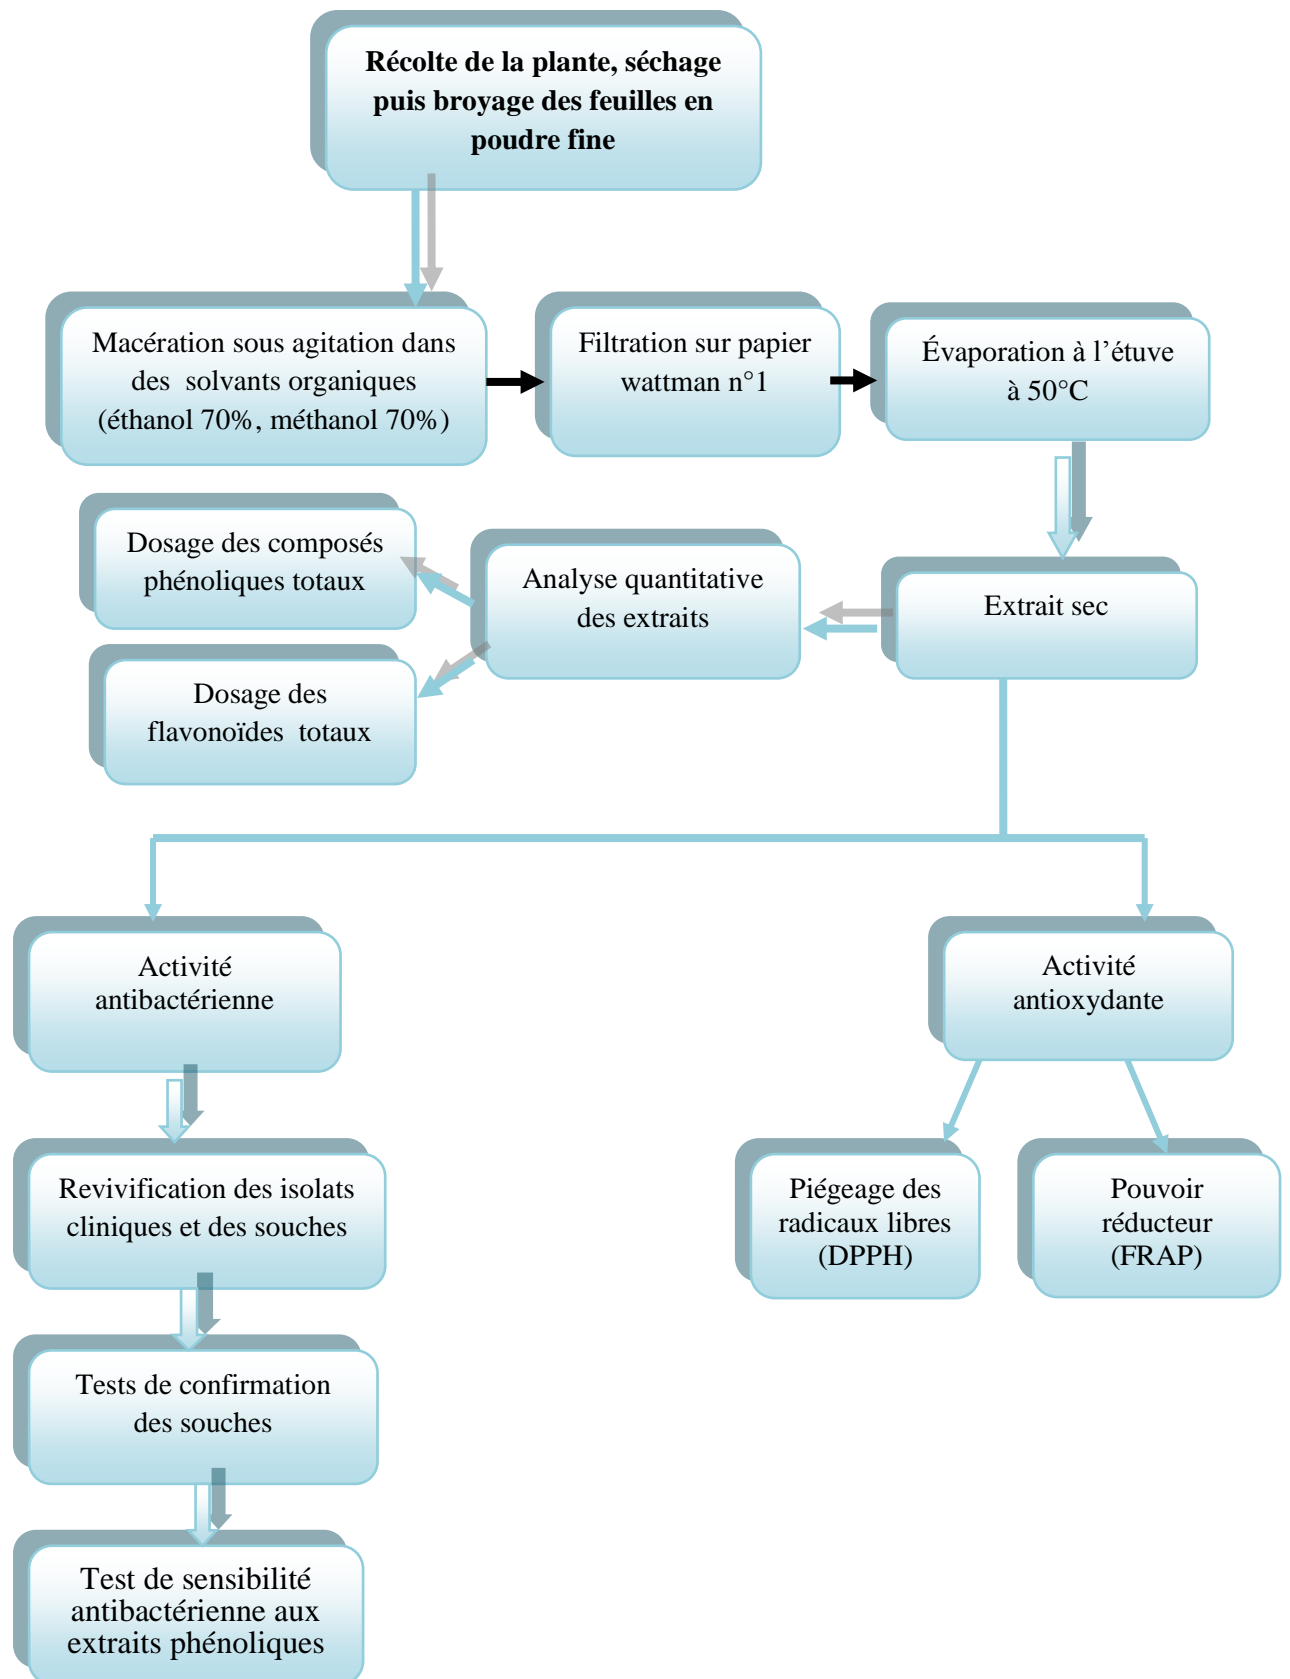 Récolte de la plante, séchage
puis broyage des feuilles en
poudre fine
Macération sous agitation dans
des solvants organiques
(éthanol 70%, méthanol 70%)
Filtration sur papier
wattman n°1
Évaporation à l'étuve
à 50°C
Dosage des composés
phénoliques totaux
Analyse quantitative
des extraits
Extrait sec
Dosage des
flavonoïdes totaux
Activité
antibactérienne
Activité
antioxydante
Revivification des isolats
cliniques et des souches
Piégeage des
radicaux libres
(DPPH)
Pouvoir
réducteur
(FRAP)
Tests de confirmation
des souches
Test de sensibilité
antibactérienne aux
extraits phénoliques